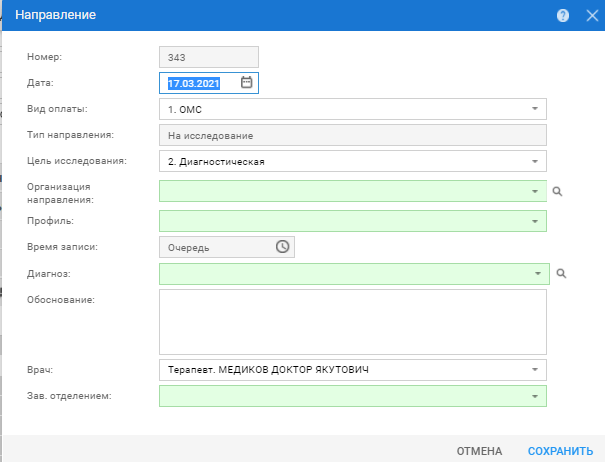 Направление
Номер: 343
Дата: 17.03.2021
Вид оплаты: 1. ОМС
Тип направления: На исследование
Цель исследования: 2. Диагностическая
Организация
направления:
Профиль:
Время записи: Очередь
Диагноз:
Обоснование:
Врач: Терапевт. МЕДИКОВ ДОКТОР ЯКУТОВИЧ
Зав. отделением:
ОТМЕНА СОХРАНИТЬ